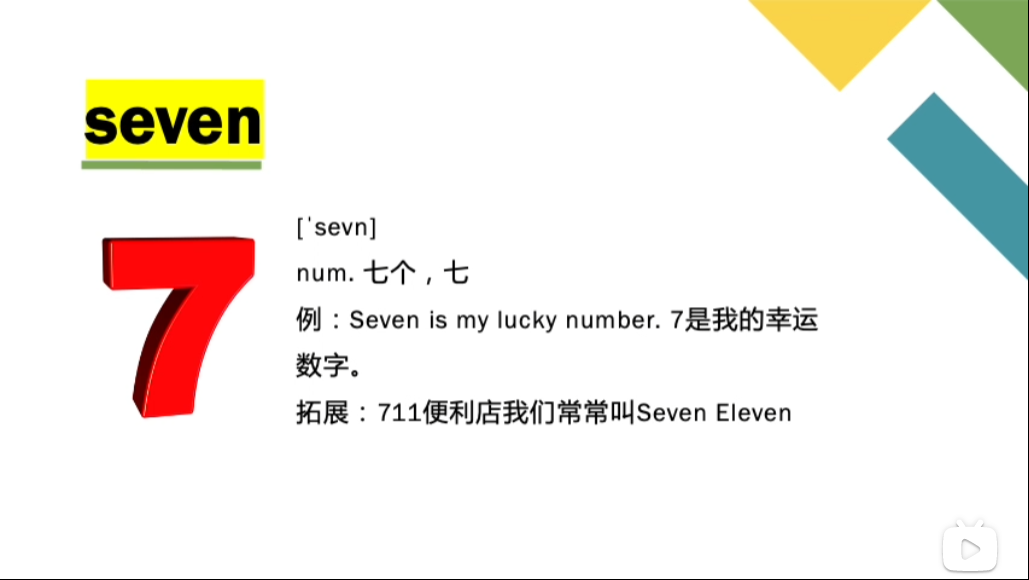 seven
7
[ˈsevn]
num. 七个，七
例：Seven is my lucky number. 7是我的幸运
数字。
拓展：711便利店我们常常叫Seven Eleven